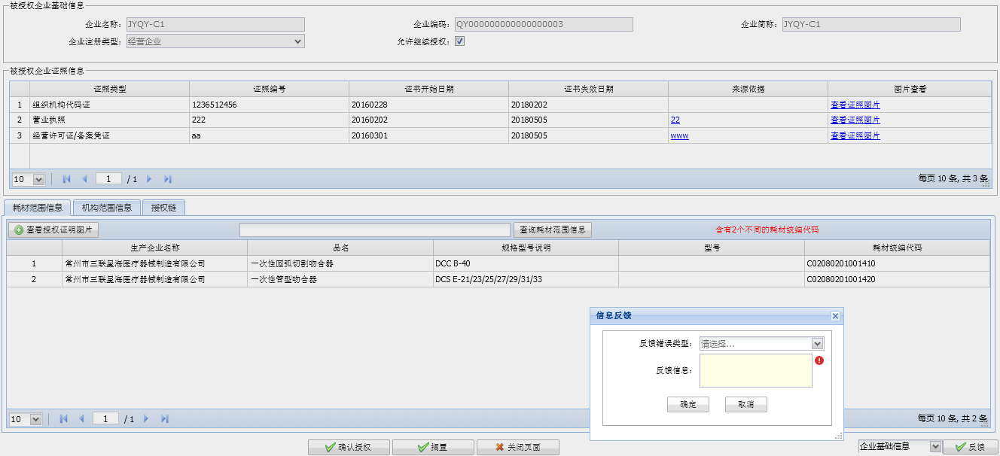 被授权企业基础信息
企业名称: JYQY-C1 企业编码: QY000000000000000003 企业简称: JYQY-C1
企业注册类型: 经营企业 允许继续授权:
被授权企业证照信息
证照类型 证照编号 证书开始日期 证书失效日期 来源依据 图片查看
1 组织机构代码证 1236512456 20160228 20180202 查看证照图片
2 营业执照 222 20160202 20180505 22 查看证照图片
3 经营许可证/备案凭证 aa 20160301 20180505 www 查看证照图片
10 1 / 1 每页 10 条, 共 3 条
耗材范围信息 机构范围信息 授权链
查看授权证明图片 查询耗材范围信息 含有2个不同的耗材统编代码
生产企业名称 品名 规格型号说明 型号 耗材统编代码
1 常州市三联星海医疗器械制造有限公司 一次性圆弧切割吻合器 DCC B-40 C02080201001410
2 常州市三联星海医疗器械制造有限公司 一次性管型吻合器 DCS E-21/23/25/27/29/31/33 C02080201001420
信息反馈
反馈错误类型: 请选择...
反馈信息:
确定 取消
10 1 / 1 每页 10 条, 共 2 条
确认授权 搁置 关闭页面 企业基础信息 反馈